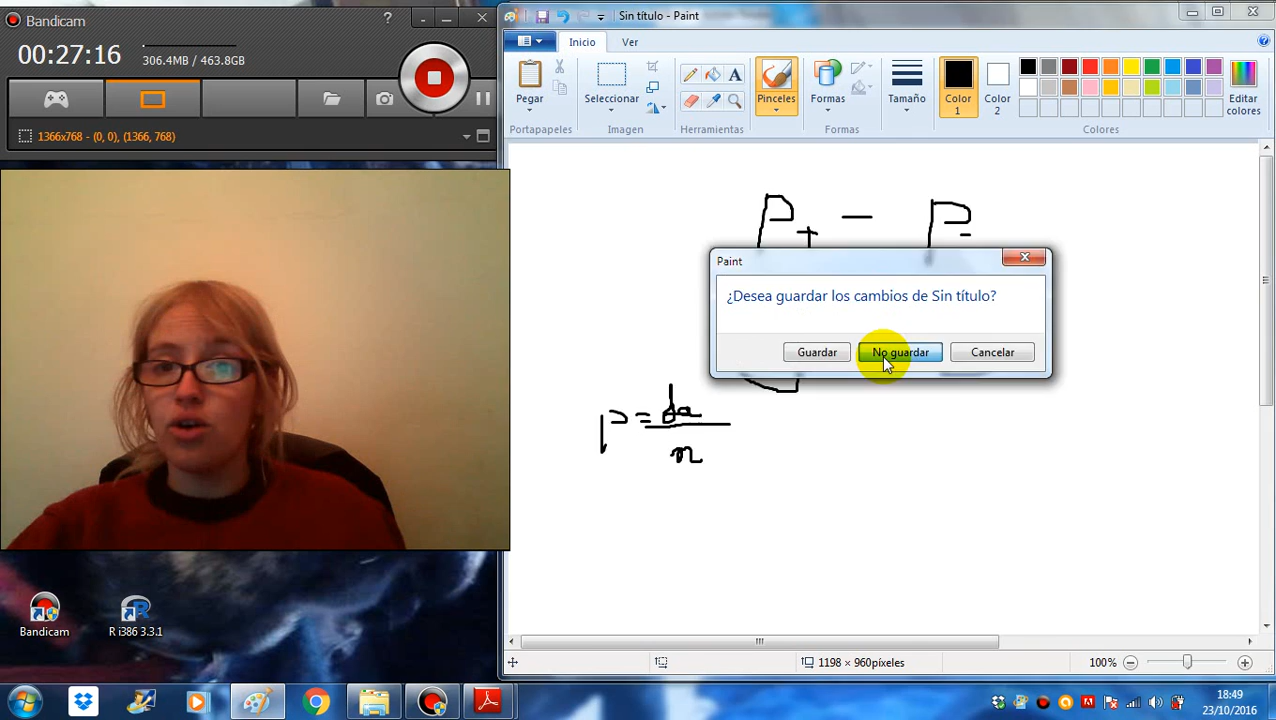 Bandicam
?
00:27:16
306.4MB / 463.8GB
1366x768 - (0, 0), (1366, 768)
Sin título - Paint
Inicio
Ver
Pegar
Seleccionar
A
Pinceles
Formas
Tamaño
Color
1
Color
2
Editar
colores
Portapapeles
Imagen
Herramientas
Formas
Colores
P+ - P-
Paint
¿Desea guardar los cambios de Sin título?
Guardar
No guardar
Cancelar
P = da
n
Bandicam
R i386 3.3.1
1198 × 960píxeles
100%
18:49
23/10/2016